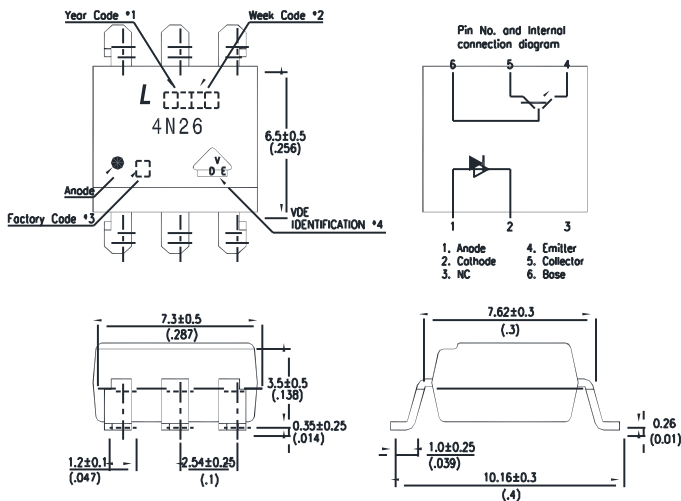 Year Code *1
Week Code *2
L
4N26
V
D E
Anode
Factory Code *3
VDE
IDENTIFICATION *4
6.5±0.5
(.256)
Pin No. and Internal
connection diagram
6 5 4
1 2 3
1. Anode 4. Emitter
2. Cathode 5. Collector
3. NC 6. Base
7.3±0.5
(.287)
3.5±0.5
(.138)
0.35±0.25
(.014)
1.2±0.1
(.047)
2.54±0.25
(.1)
7.62±0.3
(.3)
0.26
(0.01)
1.0±0.25
(.039)
10.16±0.3
(.4)